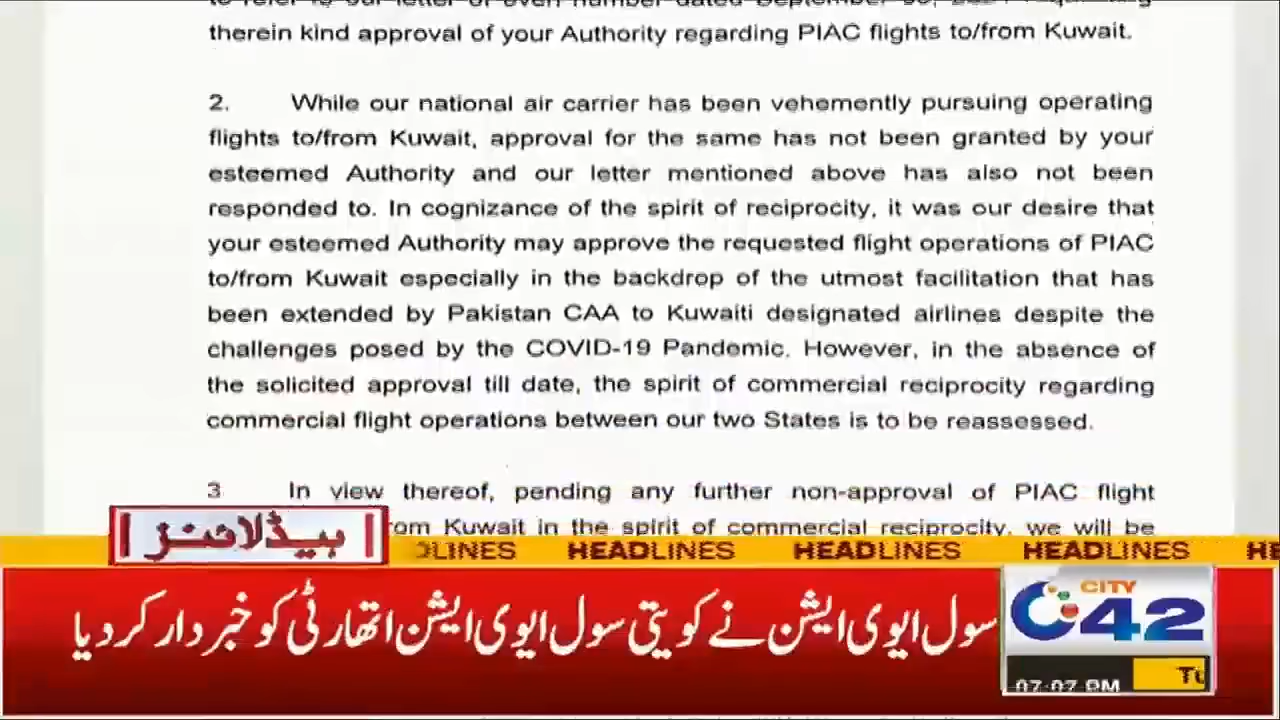 therein kind approval of your Authority regarding PIAC flights to/from Kuwait.
2. While our national air carrier has been vehemently pursuing operating
flights to/from Kuwait, approval for the same has not been granted by your
esteemed Authority and our letter mentioned above has also not been
responded to. In cognizance of the spirit of reciprocity, it was our desire that
your esteemed Authority may approve the requested flight operations of PIAC
to/from Kuwait especially in the backdrop of the utmost facilitation that has
been extended by Pakistan CAA to Kuwaiti designated airlines despite the
challenges posed by the COVID-19 Pandemic. However, in the absence of
the solicited approval till date, the spirit of commercial reciprocity regarding
commercial flight operations between our two States is to be reassessed.
3 In view thereof, pending any further non-approval of PIAC flight
Kuwait in the spirit of commercial reciprocity, we will be
ہیڈلائنز
HEADLINES HEADLINES HEADLINES
سول ایوی ایشن نے کویتی سول ایوی ایشن اتھارٹی کو خبردار کر دیا
CITY
42
07:07 PM